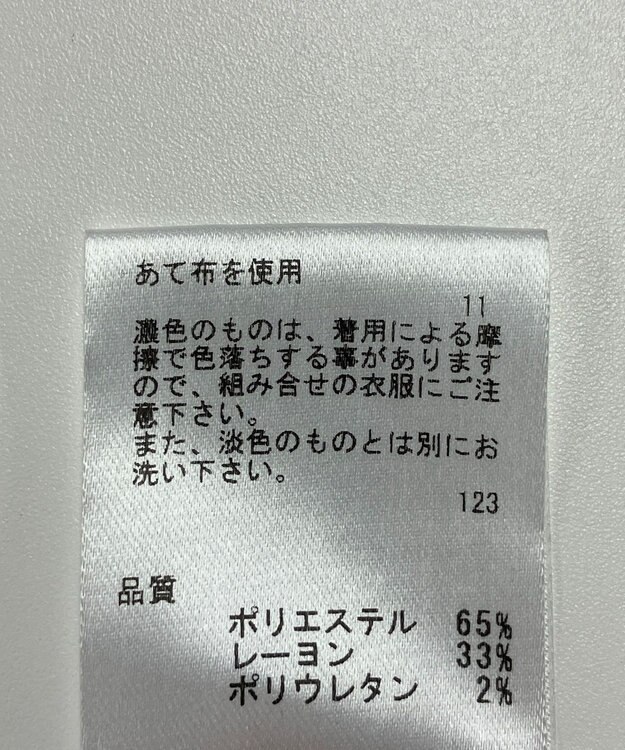 あて布を使用
11
濃色のものは、着用による摩
擦で色落ちする事があります
ので、組み合せの衣服にご注
意下さい。
また、淡色のものとは別にお
洗い下さい。
123
品質
ポリエステル 65%
レーヨン 33%
ポリウレタン 2%